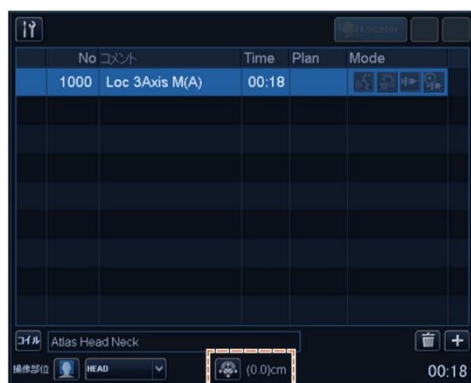 No コメント Time Plan Mode
1000 Loc 3Axis M(A) 00:18
コイル Atlas Head Neck
撮像部位 HEAD (0.0)cm 00:18